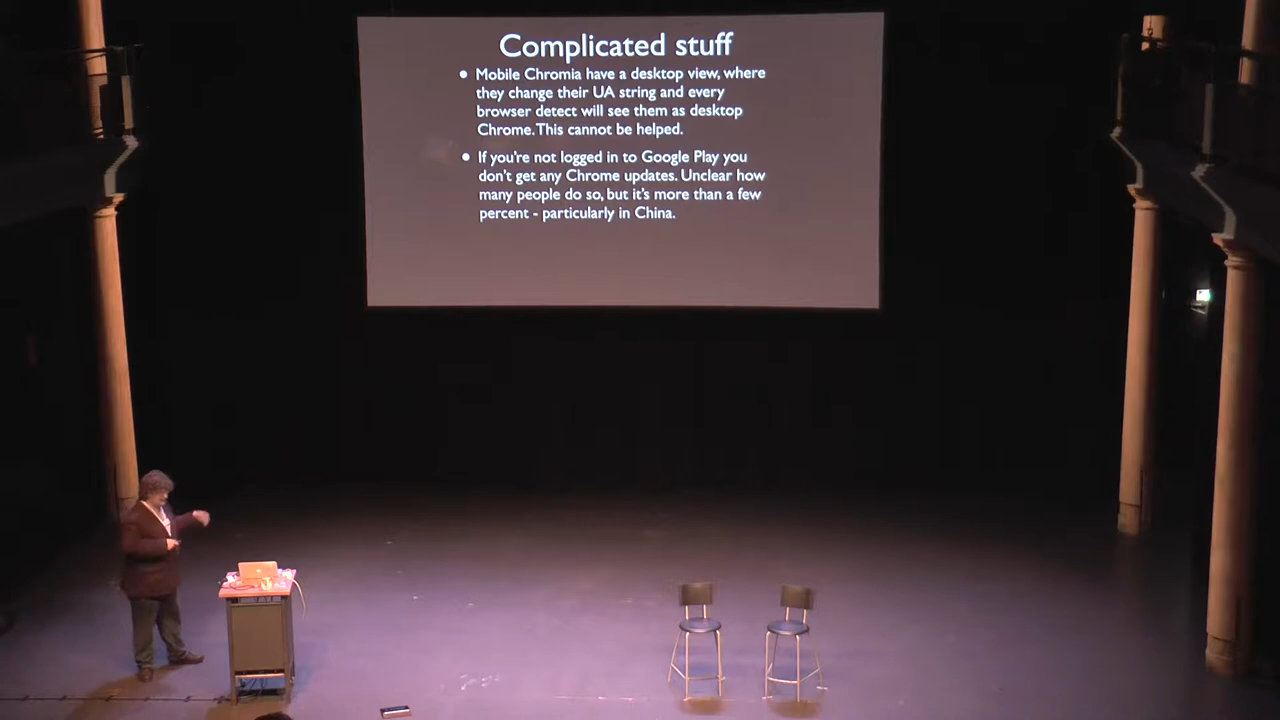 Complicated stuff
• Mobile Chromia have a desktop view, where
they change their UA string and every
browser detect will see them as desktop
Chrome. This cannot be helped.
• If you're not logged in to Google Play you
don't get any Chrome updates. Unclear how
many people do so, but it's more than a few
percent - particularly in China.